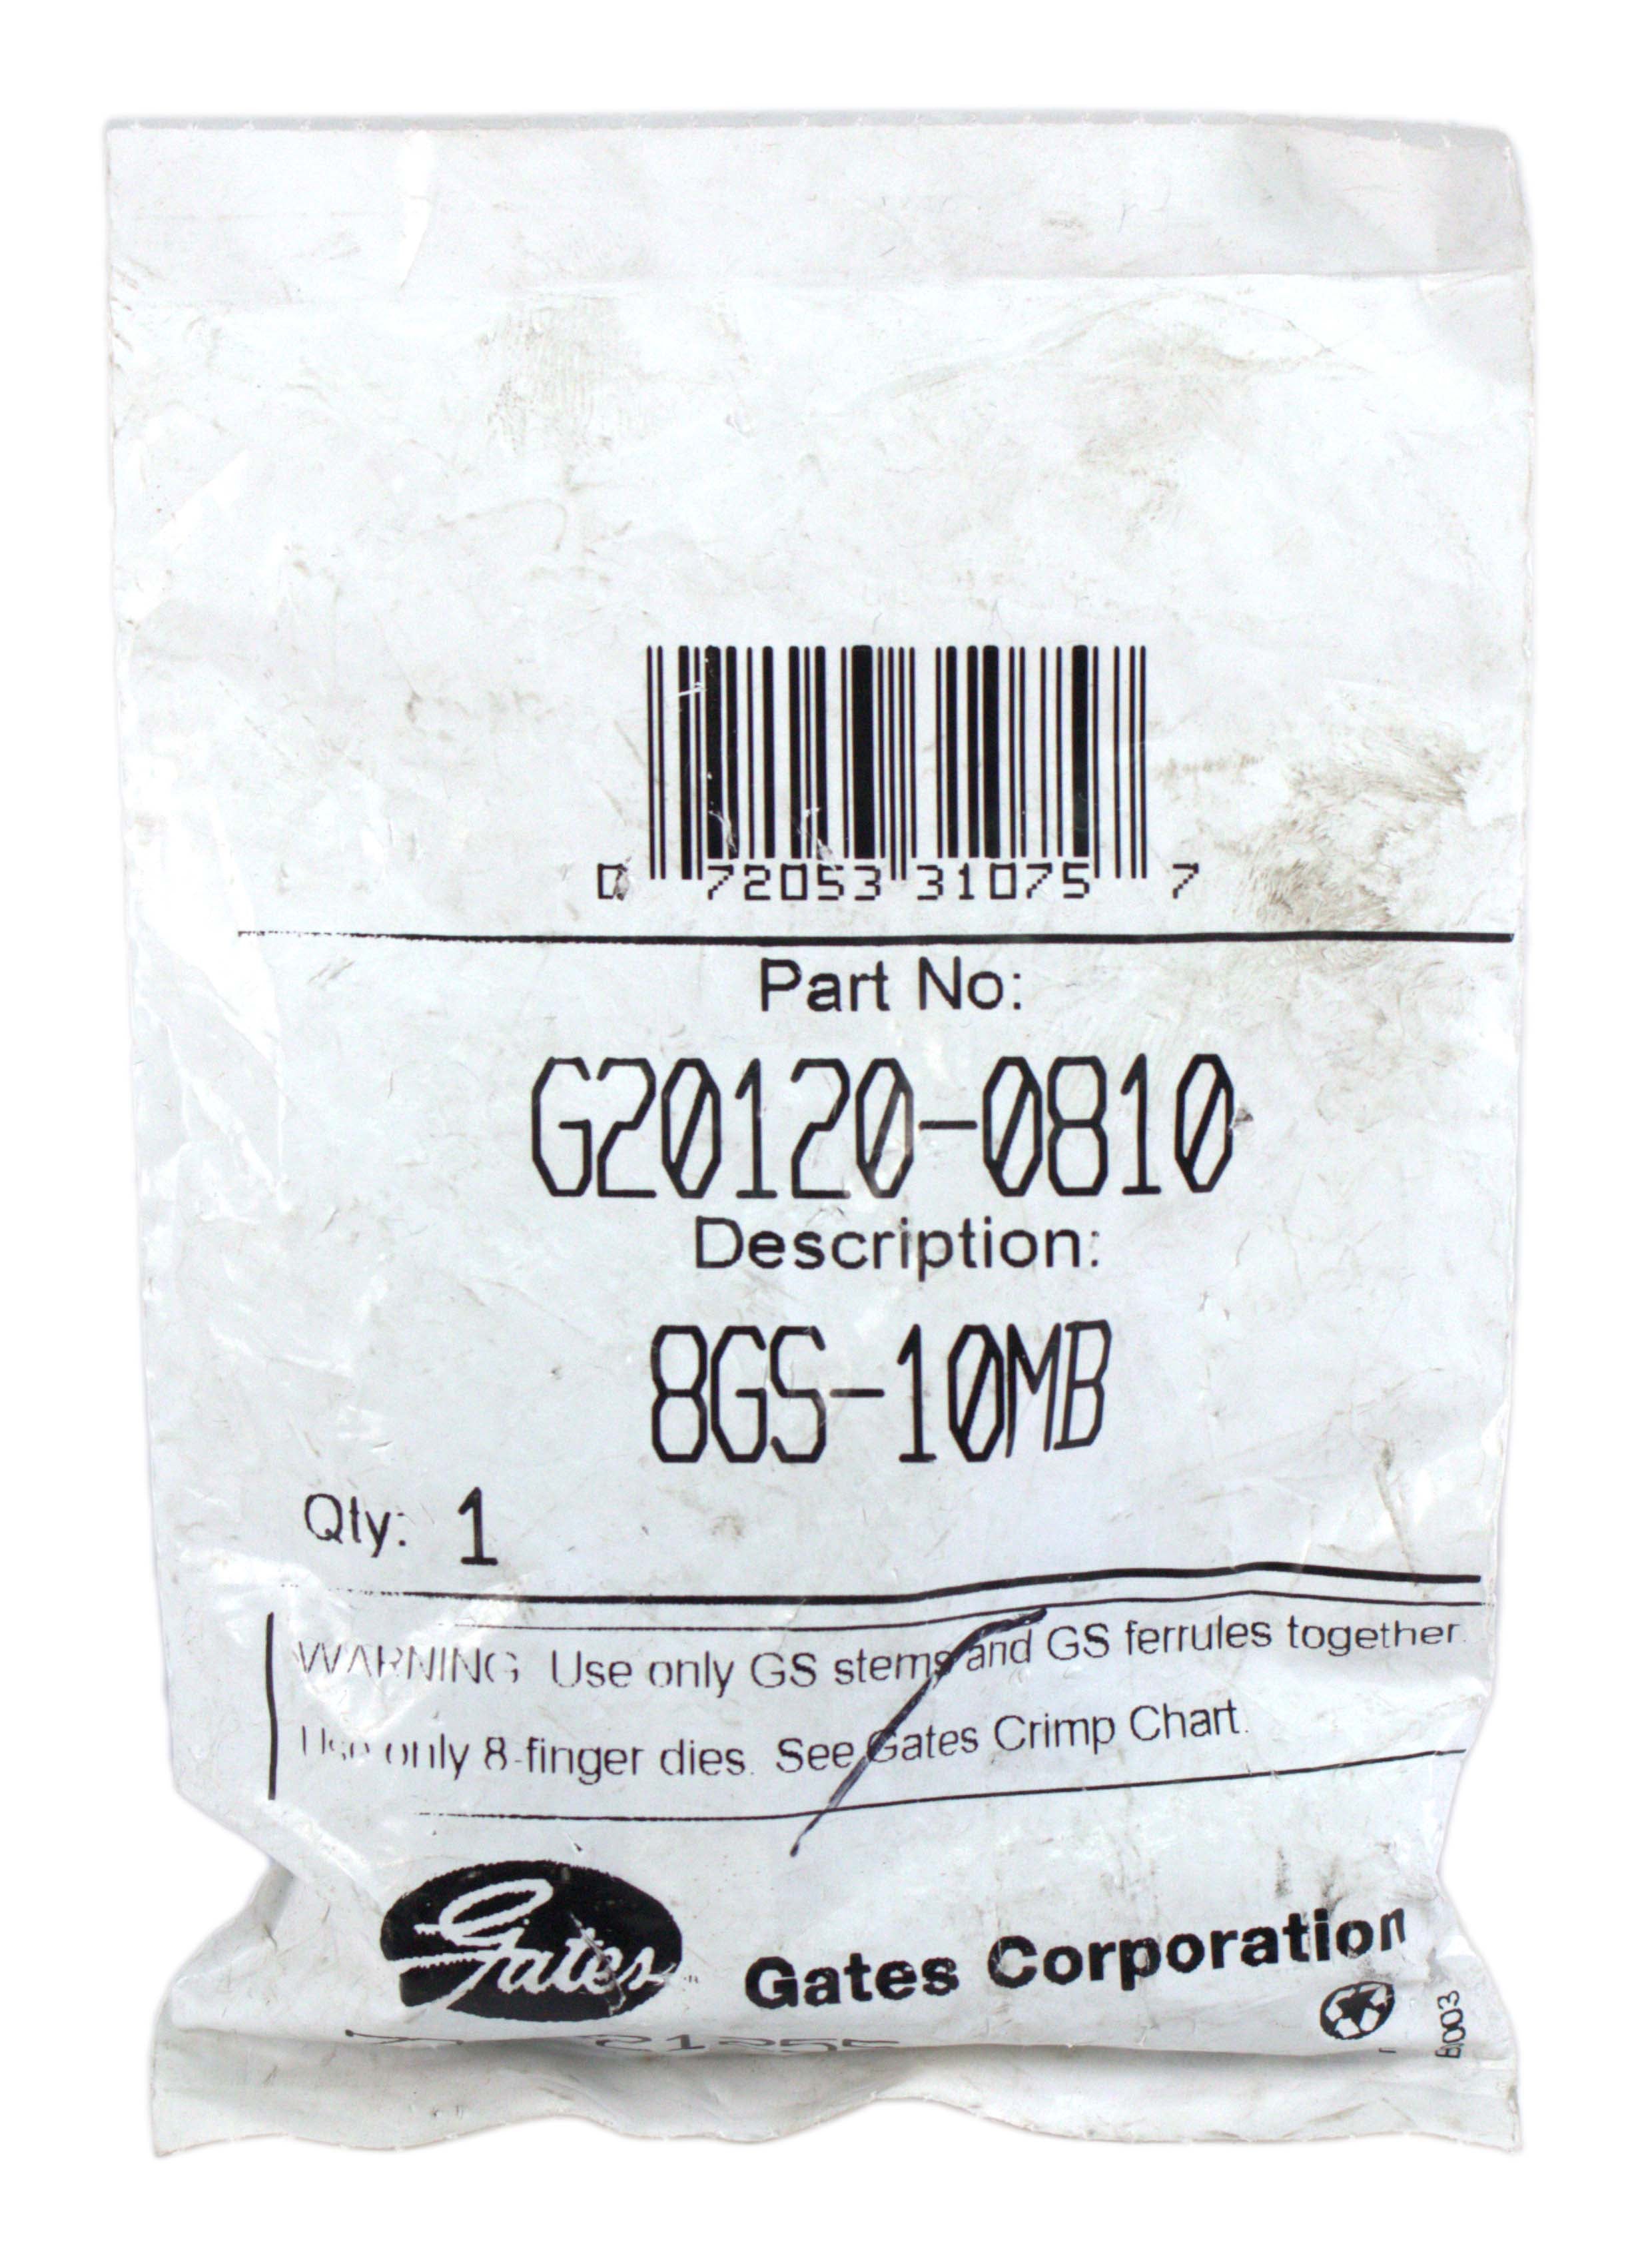 0 72053 31075 7
Part No:
G20120-0810
Description:
8GS-10MB
Qty: 1
WARNING Use only GS stems and GS ferrules together.
Use only 8-finger dies. See Gates Crimp Chart.
Gates
Gates Corporation